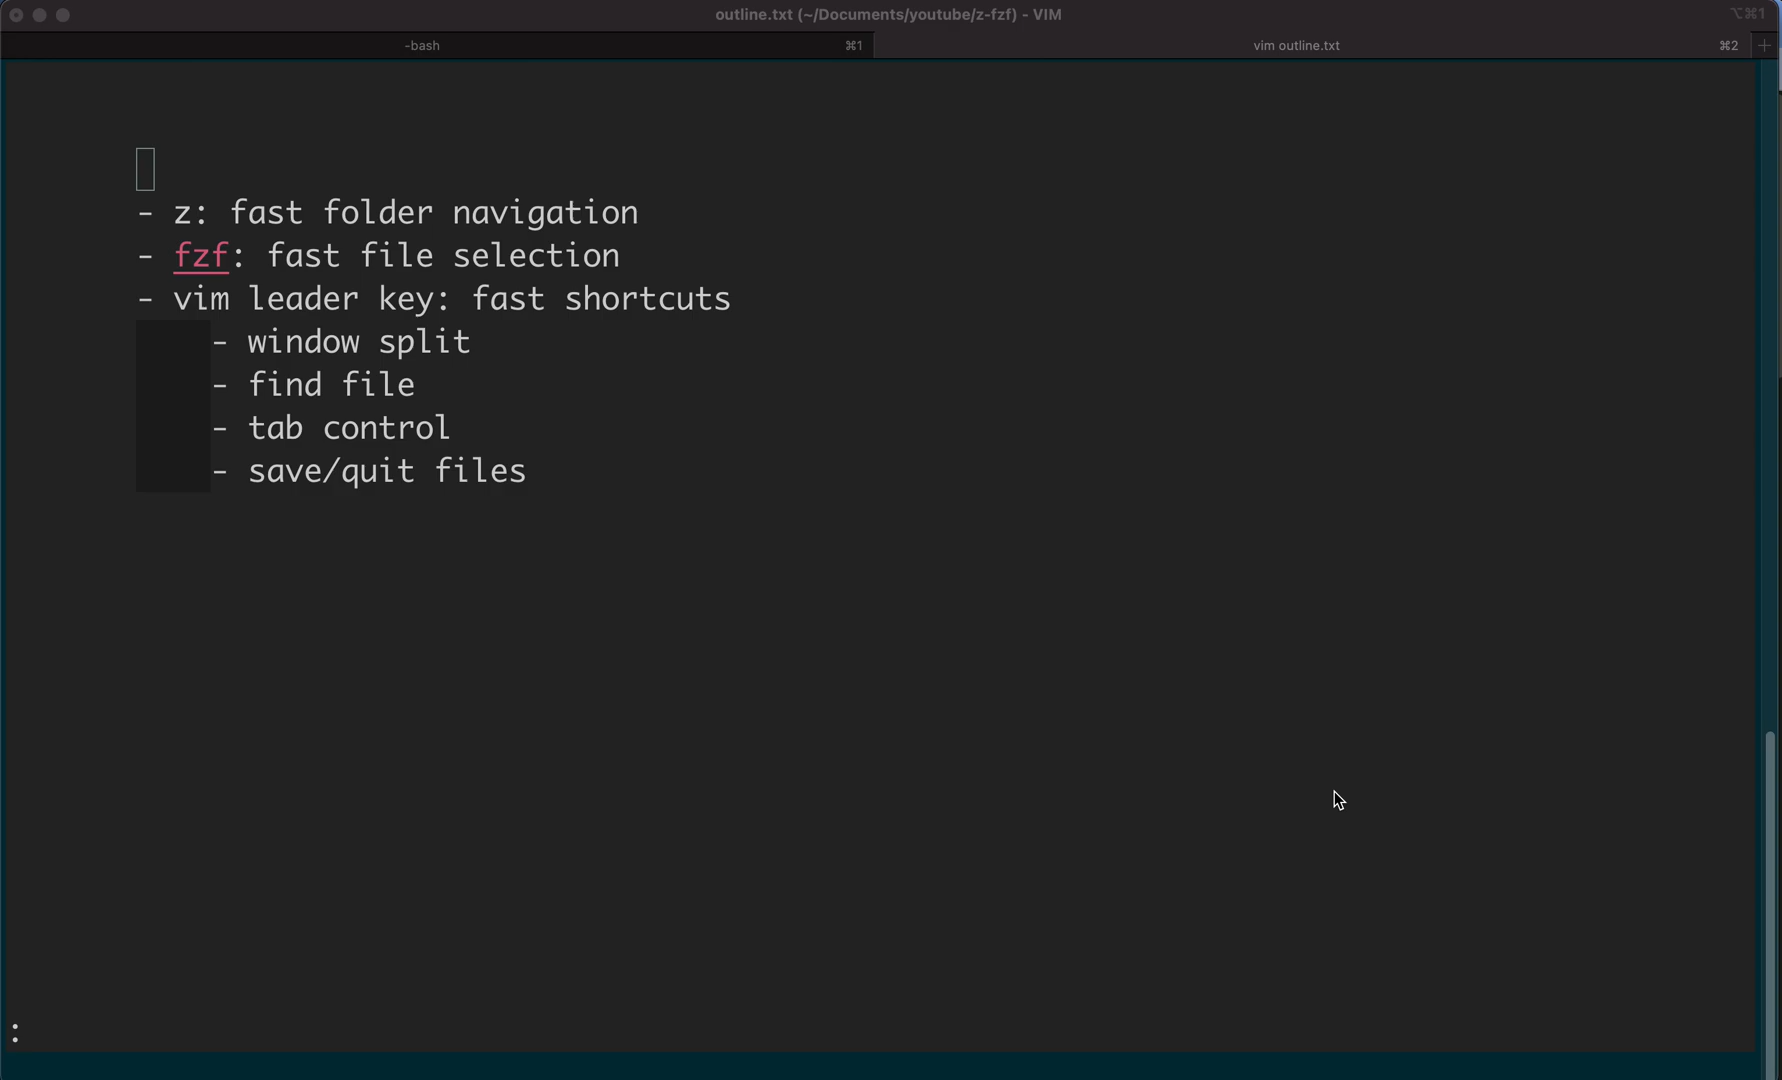 outline.txt (~/Documents/youtube/z-fzf) - VIM
⌥⌘1
-bash ⌘1
vim outline.txt ⌘2 +
- z: fast folder navigation
- fzf: fast file selection
- vim leader key: fast shortcuts
- window split
- find file
- tab control
- save/quit files
: